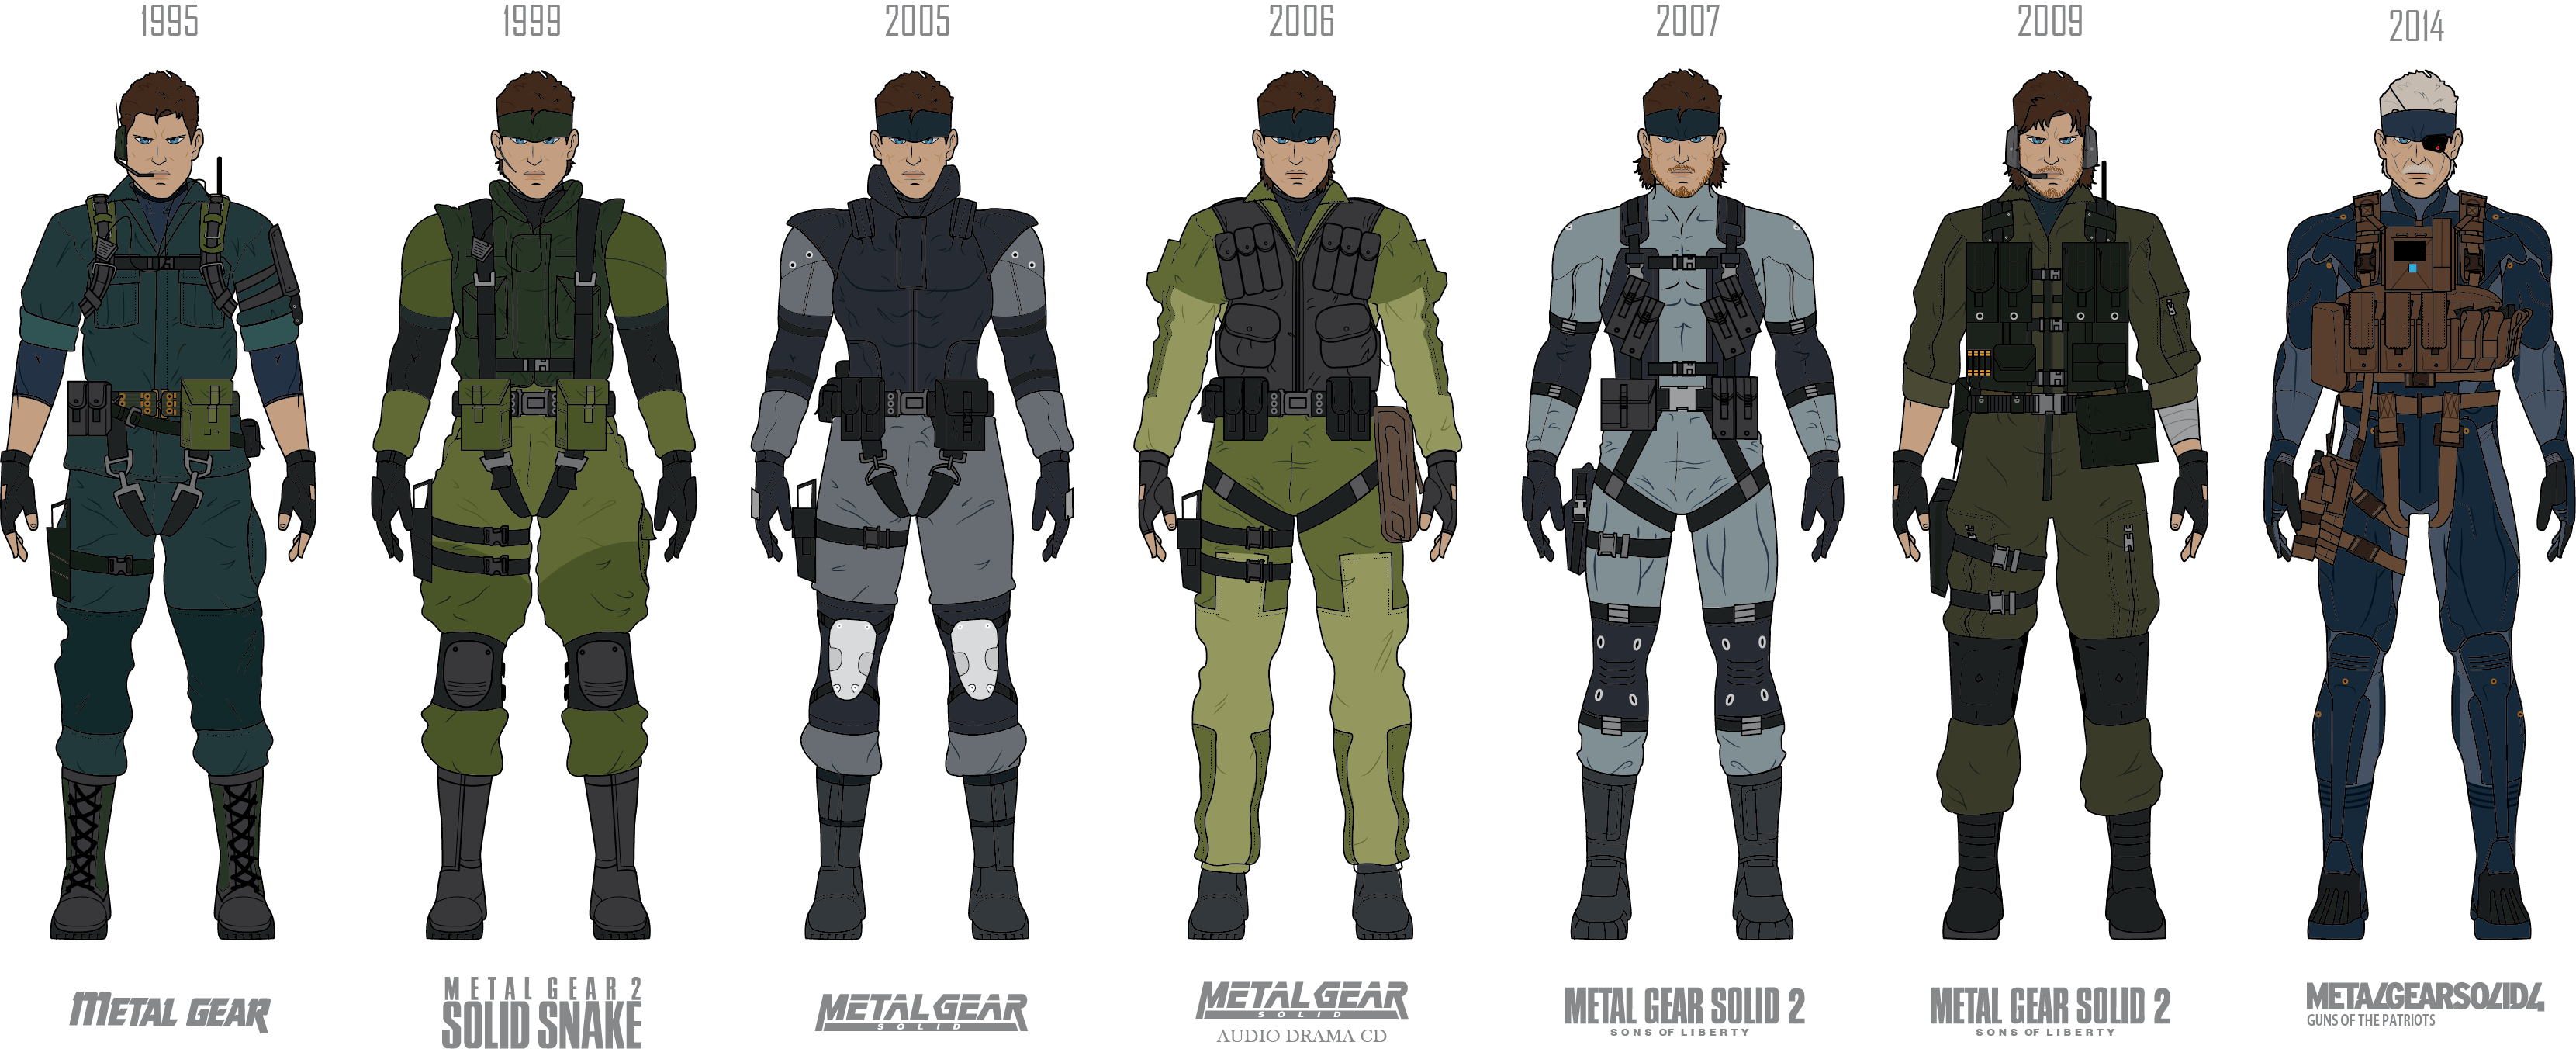 1995
1999
2005
2006
2007
2009
2014
METAL GEAR
METAL GEAR 2
SOLID SNAKE
METAL GEAR
SOLID
METAL GEAR
SOLID
AUDIO DRAMA CD
METAL GEAR SOLID 2
SONS OF LIBERTY
METAL GEAR SOLID 2
SONS OF LIBERTY
METAL GEAR SOLID 4
GUNS OF THE PATRIOTS